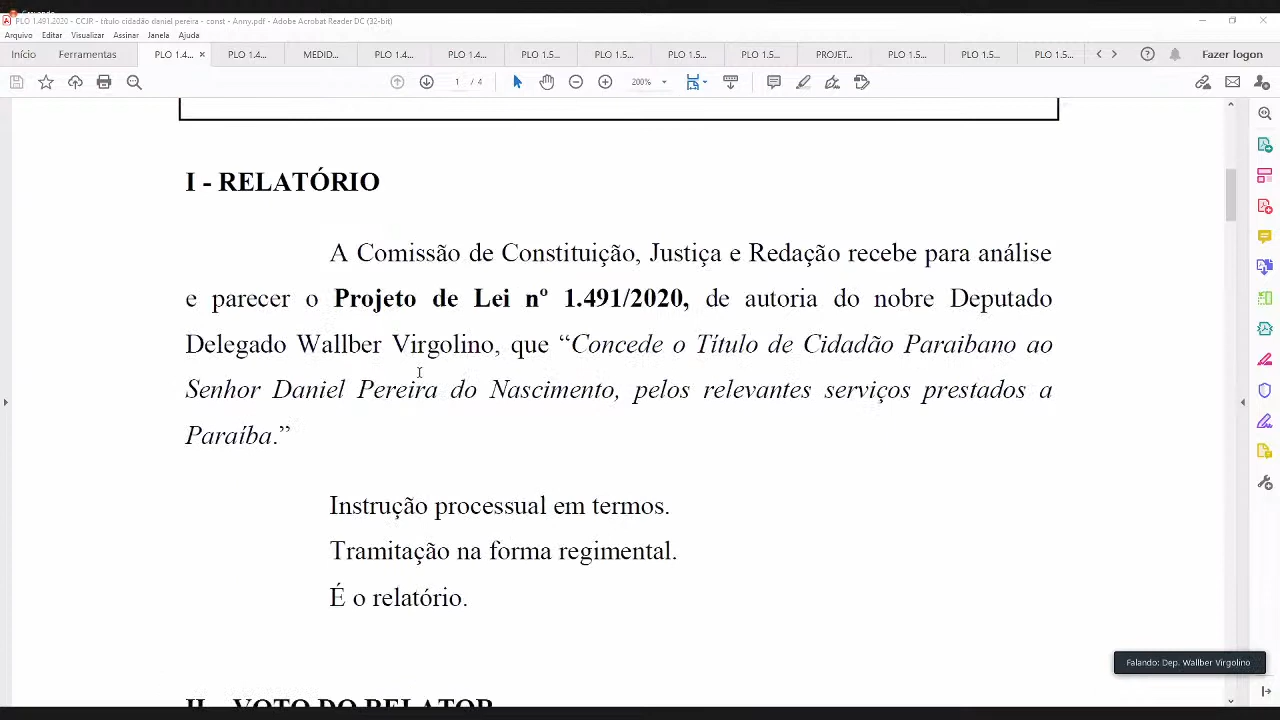 Gravando
PLO 1.491.2020 - CCJR - título cidadão daniel pereira - const - Anny.pdf - Adobe Acrobat Reader DC (32-bit)
Arquivo Editar Visualizar Assinar Janela Ajuda
Início Ferramentas PLO 1.4... × PLO 1.4... MEDID... PLO 1.4... PLO 1.4... PLO 1.5... PLO 1.5... PLO 1.5... PLO 1.5... PROJET... PLO 1.5... PLO 1.5... PLO 1.5... Fazer logon
1 / 4 200%
I - RELATÓRIO
A Comissão de Constituição, Justiça e Redação recebe para análise
e parecer o Projeto de Lei nº 1.491/2020, de autoria do nobre Deputado
Delegado Wallber Virgolino, que “Concede o Título de Cidadão Paraibano ao
Senhor Daniel Pereira do Nascimento, pelos relevantes serviços prestados a
Paraíba.”
Instrução processual em termos.
Tramitação na forma regimental.
É o relatório.
Falando: Dep. Wallber Virgolino
II - VOTO DO RELATOR